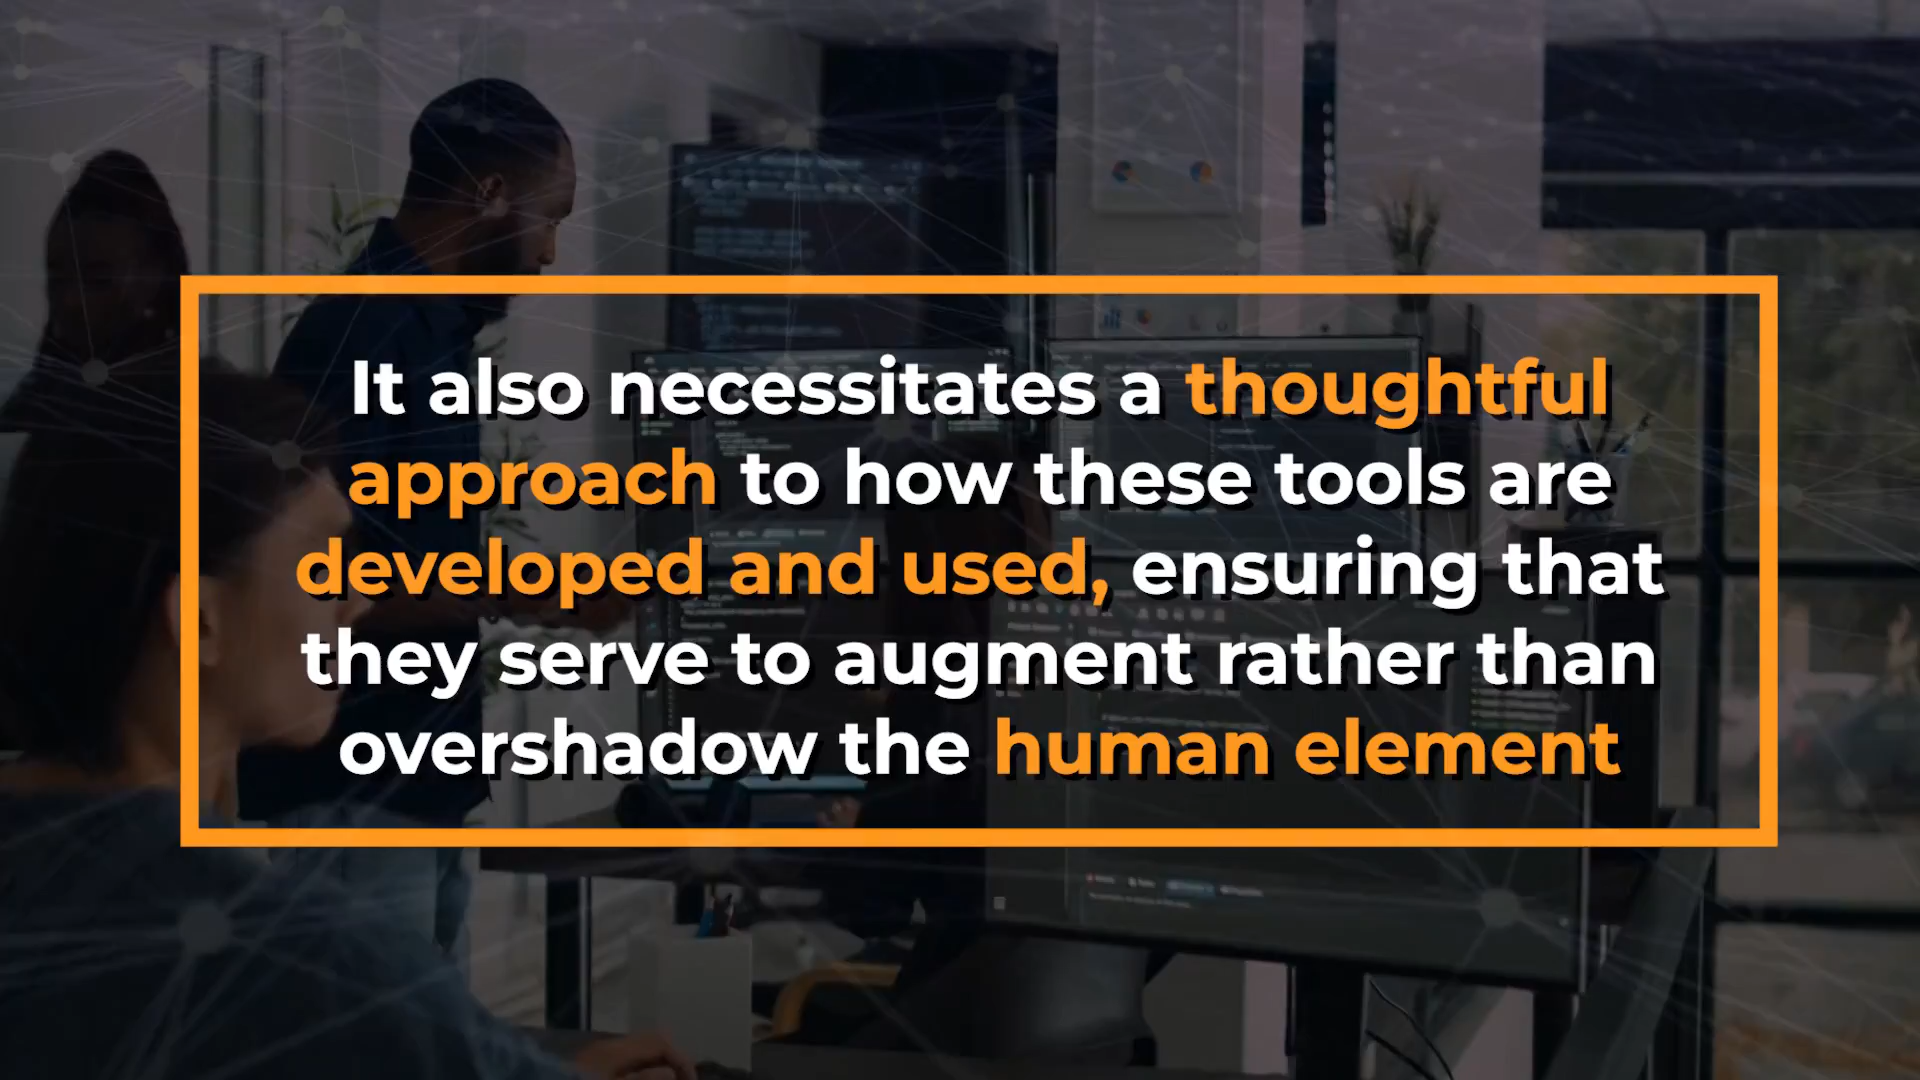 It also necessitates a thoughtful
approach to how these tools are
developed and used, ensuring that
they serve to augment rather than
overshadow the human element